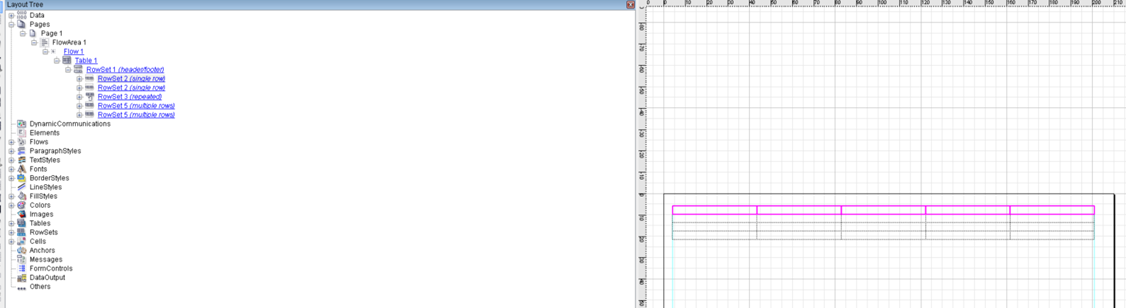 Layout Tree
Data
Pages
Page 1
FlowArea 1
Flow 1
Table 1
RowSet 1 (header/footer)
RowSet 2 (single row)
RowSet 2 (single row)
RowSet 3 (repeated)
RowSet 5 (multiple rows)
RowSet 5 (multiple rows)
DynamicCommunications
Elements
Flows
ParagraphStyles
TextStyles
Fonts
BorderStyles
LineStyles
FillStyles
Colors
Images
Tables
RowSets
Cells
Anchors
Messages
FormControls
DataOutput
Others
0 10 20 30 40 50 60 70 80 90 100 110 120 130 140 150 160 170 180 190 200 210